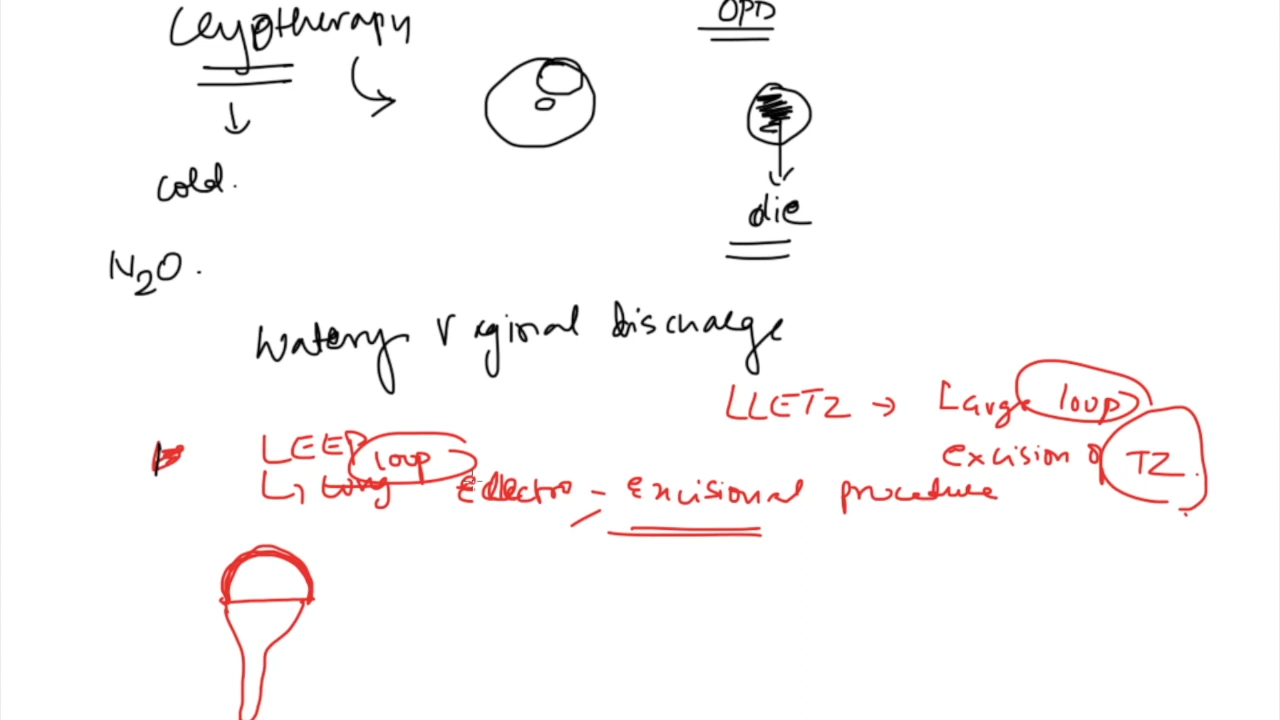 Cryotherapy
OPD
cold.
die
N2O.
Watery Vaginal Discharge
LLETZ → Large loop
excision of TZ
LEEP
loop
Long Electro - excisional procedure